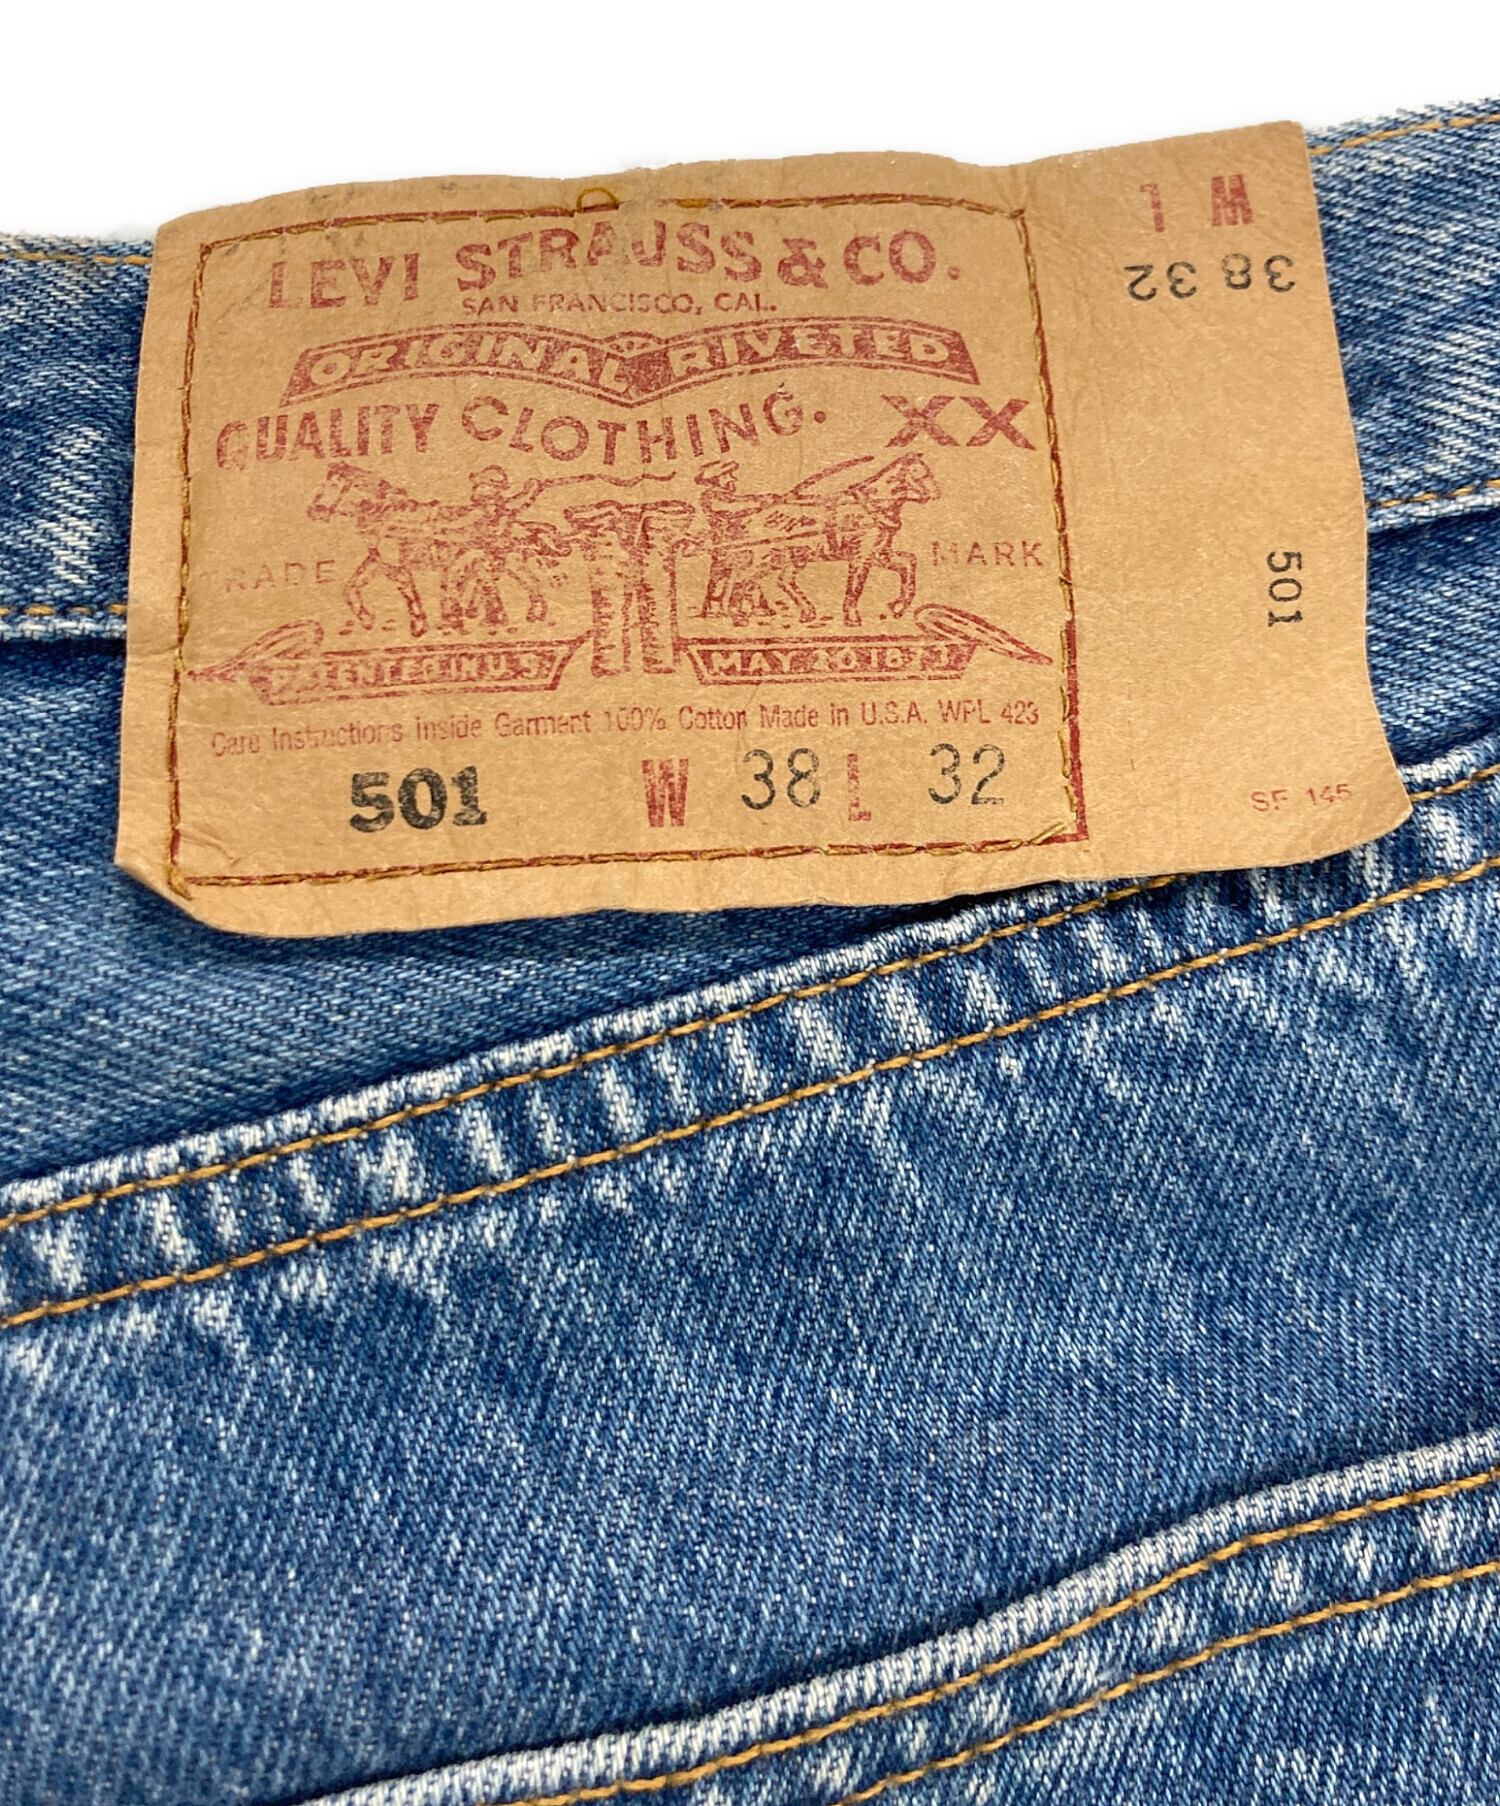 LEVI STRAUSS & CO.
SAN FRANCISCO, CAL.
ORIGINAL RIVETED
QUALITY CLOTHING. XX
TRADE MARK
PATENTED IN U.S. MAY 20 1873
Care Instructions Inside Garment 100% Cotton Made in U.S.A. WPL 423
501 W 38 L 32
L W
38 32
501
SF 145